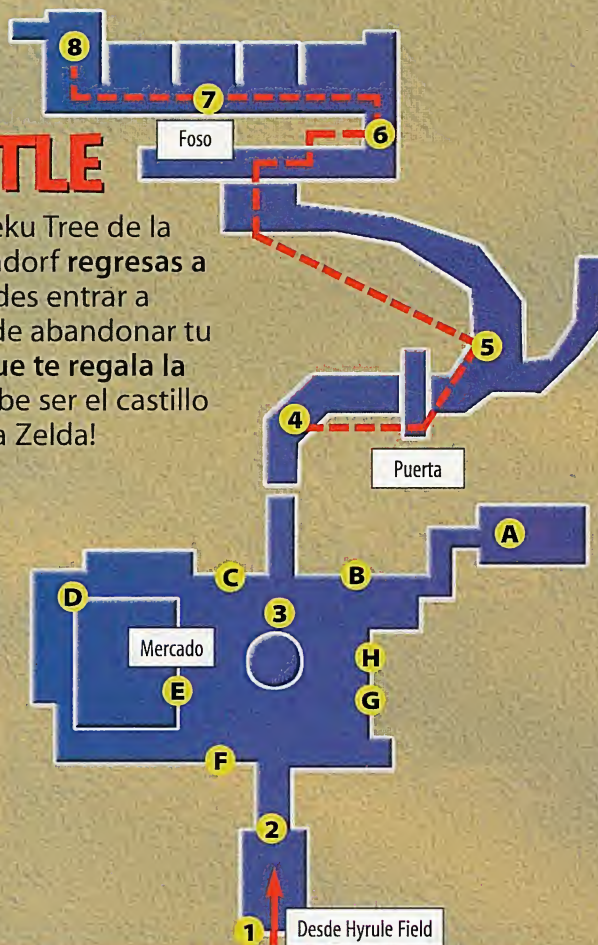 8
7
Foso
6
TLE
eku Tree de la
ndorf regresas a
des entrar a
de abandonar tu
ue te regala la
be ser el castillo
a Zelda!
5
4
Puerta
A
C
B
D
3
Mercado
H
E
G
F
2
1
Desde Hyrule Field